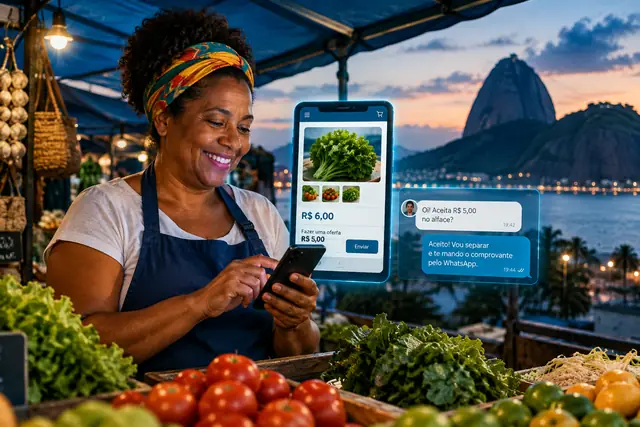 R$ 6,00
Fazer uma oferta
R$ 5,00
Enviar
Oi! Aceita R$ 5,00
no alface?
18:42
Aceito! Vou separar
e te mando o comprovante
pelo WhatsApp.
18:44